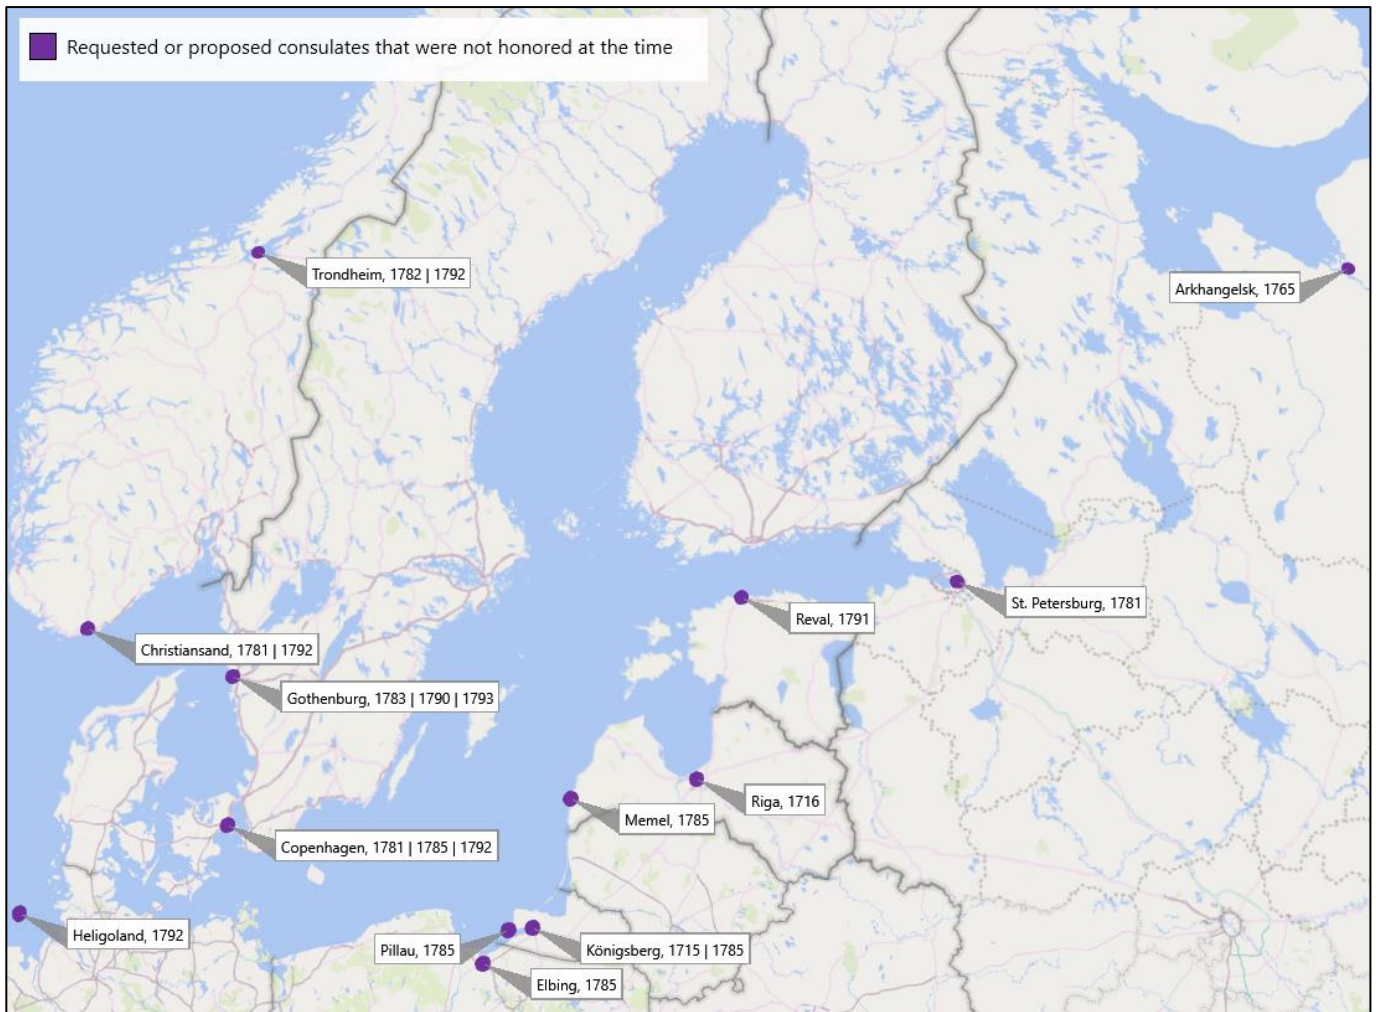 Requested or proposed consulates that were not honored at the time
Trondheim, 1782 | 1792
Arkhangelsk, 1765
St. Petersburg, 1781
Reval, 1791
Christiansand, 1781 | 1792
Gothenburg, 1783 | 1790 | 1793
Riga, 1716
Memel, 1785
Copenhagen, 1781 | 1785 | 1792
Heligoland, 1792
Pillau, 1785
Königsberg, 1715 | 1785
Elbing, 1785